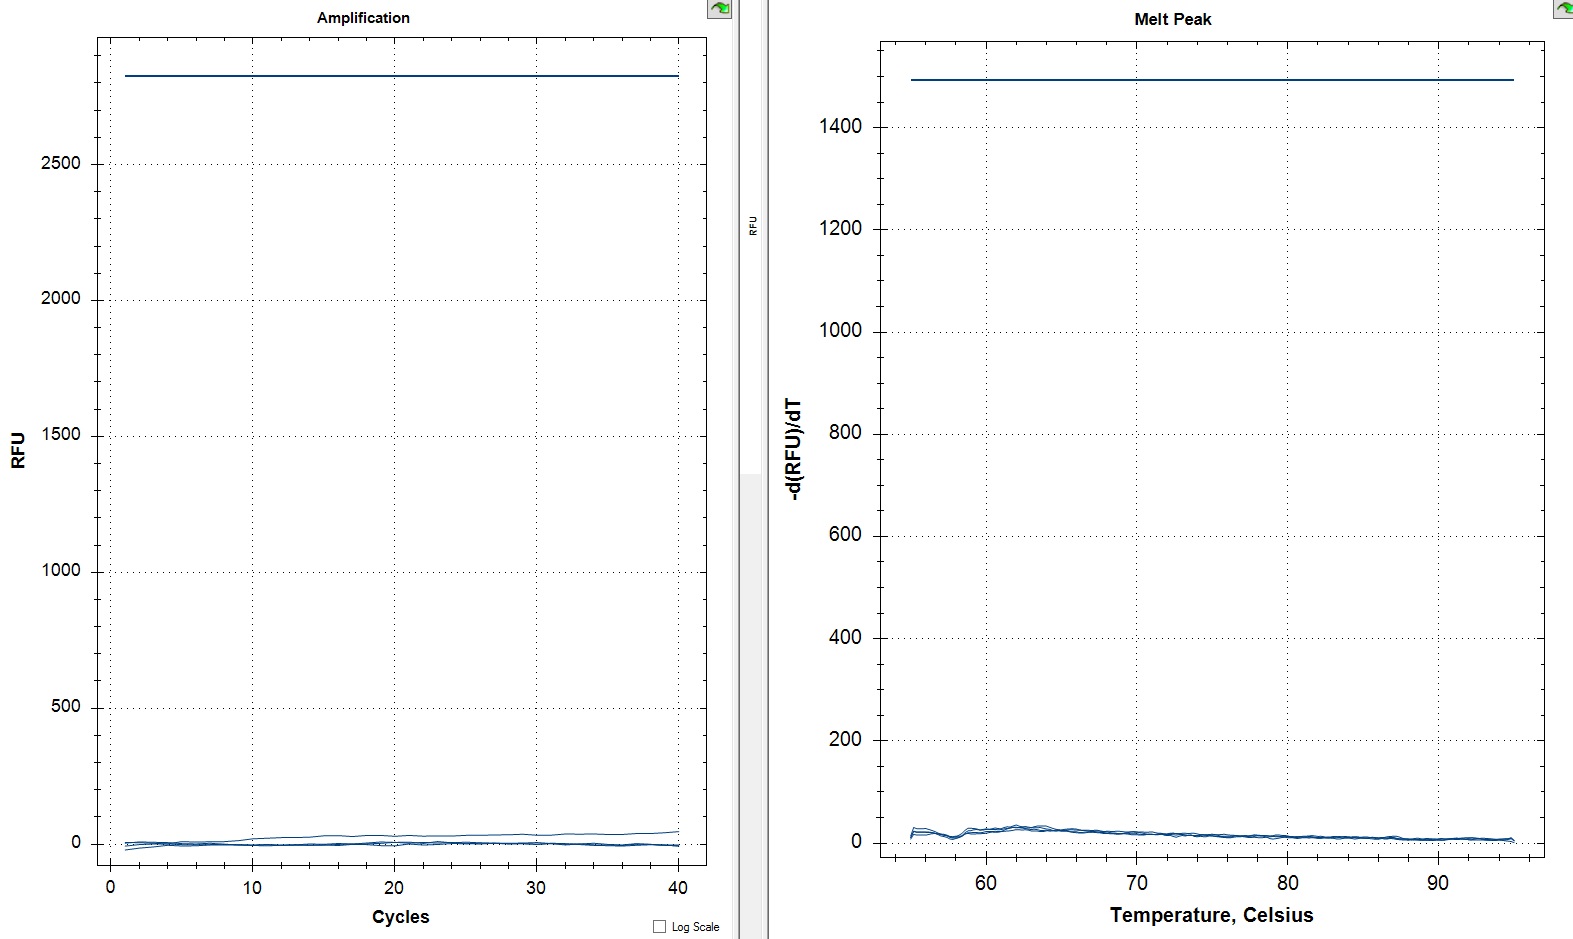 Amplification
RFU
2500
2000
1500
1000
500
0
0 10 20 30 40
Cycles
Log Scale
RFU
Melt Peak
-d(RFU)/dT
1400
1200
1000
800
600
400
200
0
60 70 80 90
Temperature, Celsius